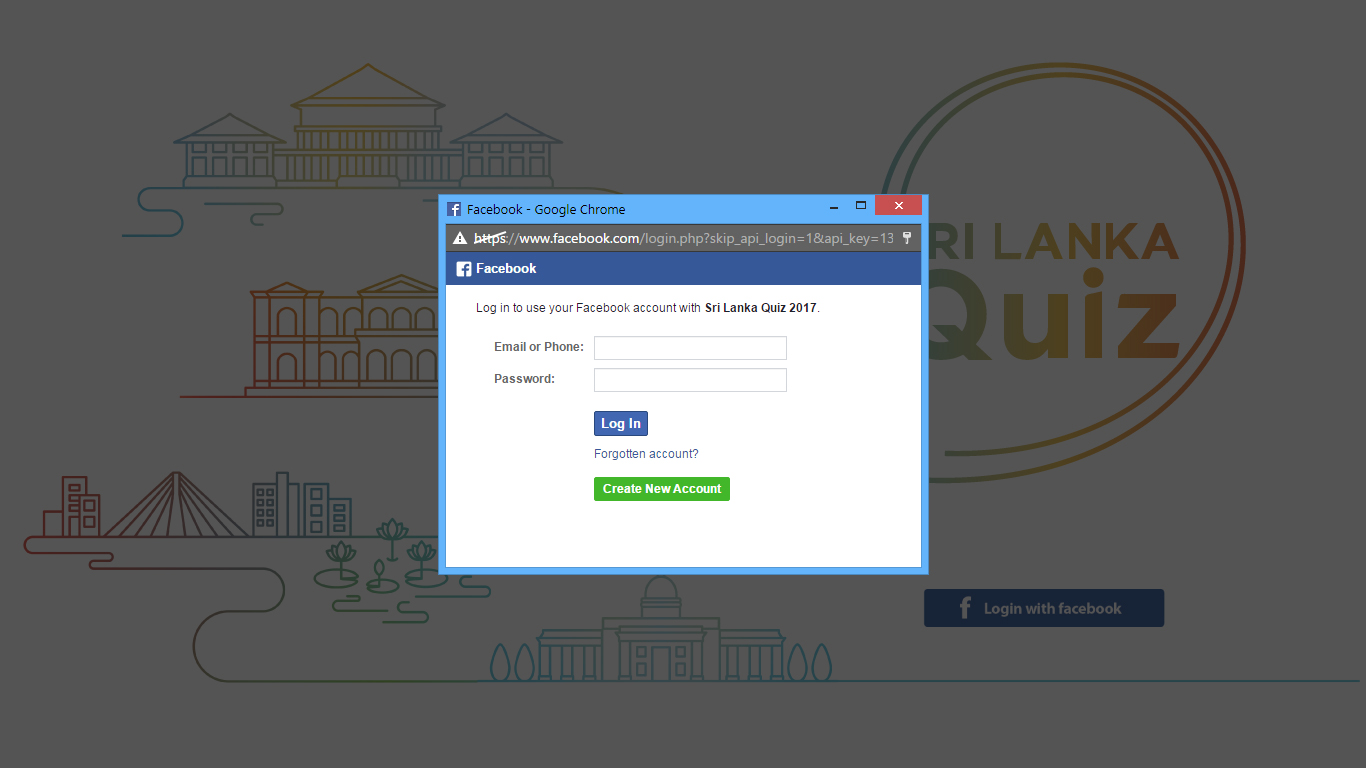 Facebook - Google Chrome
https://www.facebook.com/login.php?skip_api_login=1&api_key=13
Facebook
Log in to use your Facebook account with Sri Lanka Quiz 2017.
Email or Phone:
Password:
Log In
Forgotten account?
Create New Account
RI LANKA
Quiz
f Login with facebook